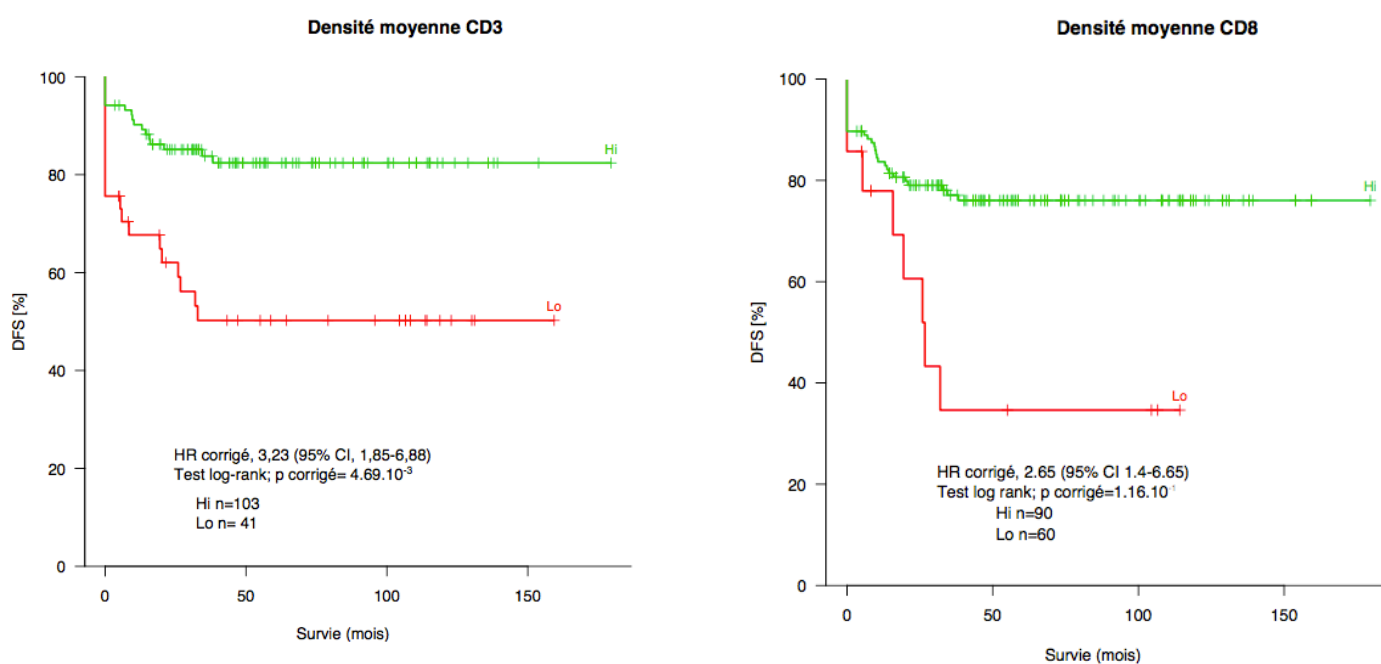 Densité moyenne CD3
100
80
60
40
20
0
DFS [%]
Hi
Lo
HR corrigé, 3,23 (95% CI, 1,85-6,88)
Test log-rank; p corrigé= 4.69.10⁻³
Hi n=103
Lo n= 41
0 50 100 150
Survie (mois)
Densité moyenne CD8
100
80
60
40
20
0
DFS [%]
Hi
Lo
HR corrigé, 2.65 (95% CI 1.4-6.65)
Test log rank; p corrigé=1.16.10⁻¹
Hi n=90
Lo n=60
0 50 100 150
Survie (mois)